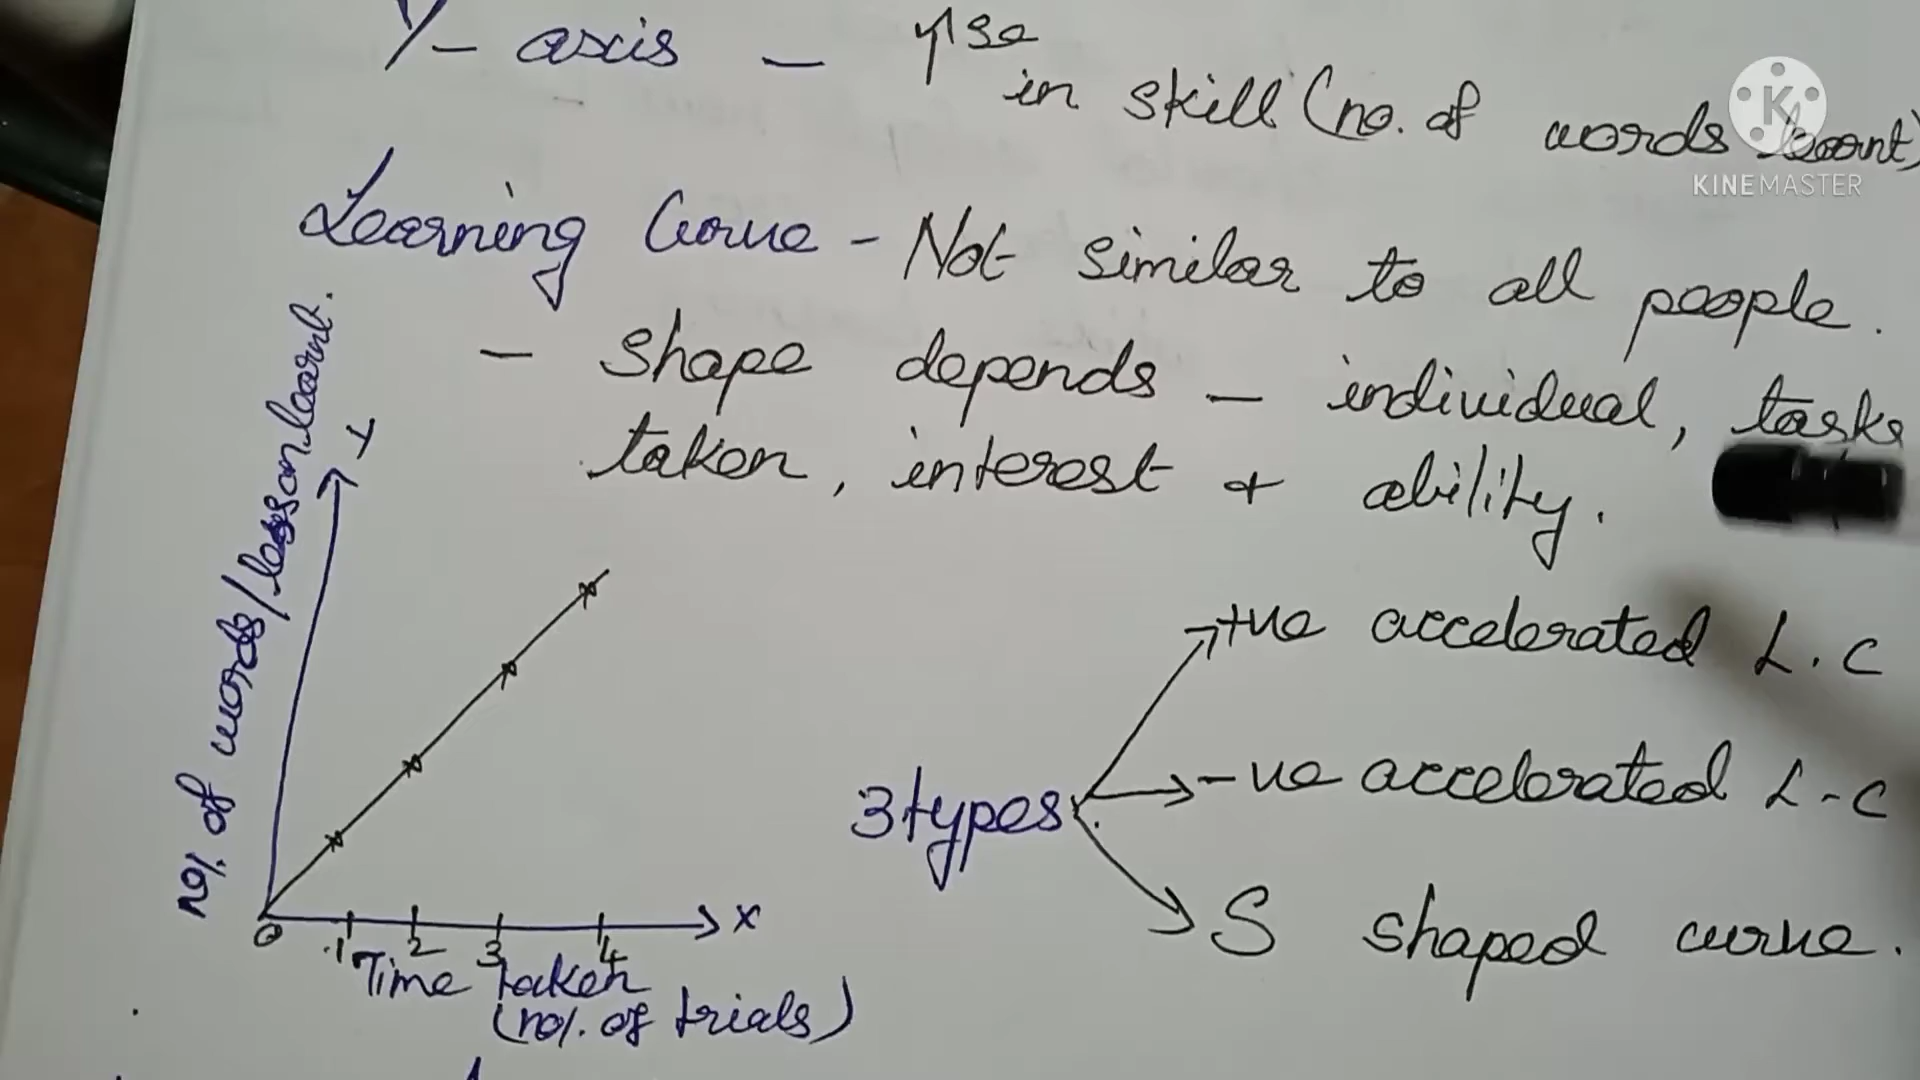 Y- axis - rise
in skill (no. of words learnt)
KINEMASTER
Learning Curve - Not similar to all people.
- Shape depends - individual, tasks
taken, interest + ability.
No/. of words/lesson learnt.
Y
+ve accelerated L.C
3 types
-ve accelerated L-C
S shaped curve.
0 1 2 3 4 X
Time taken
(no/. of trials)